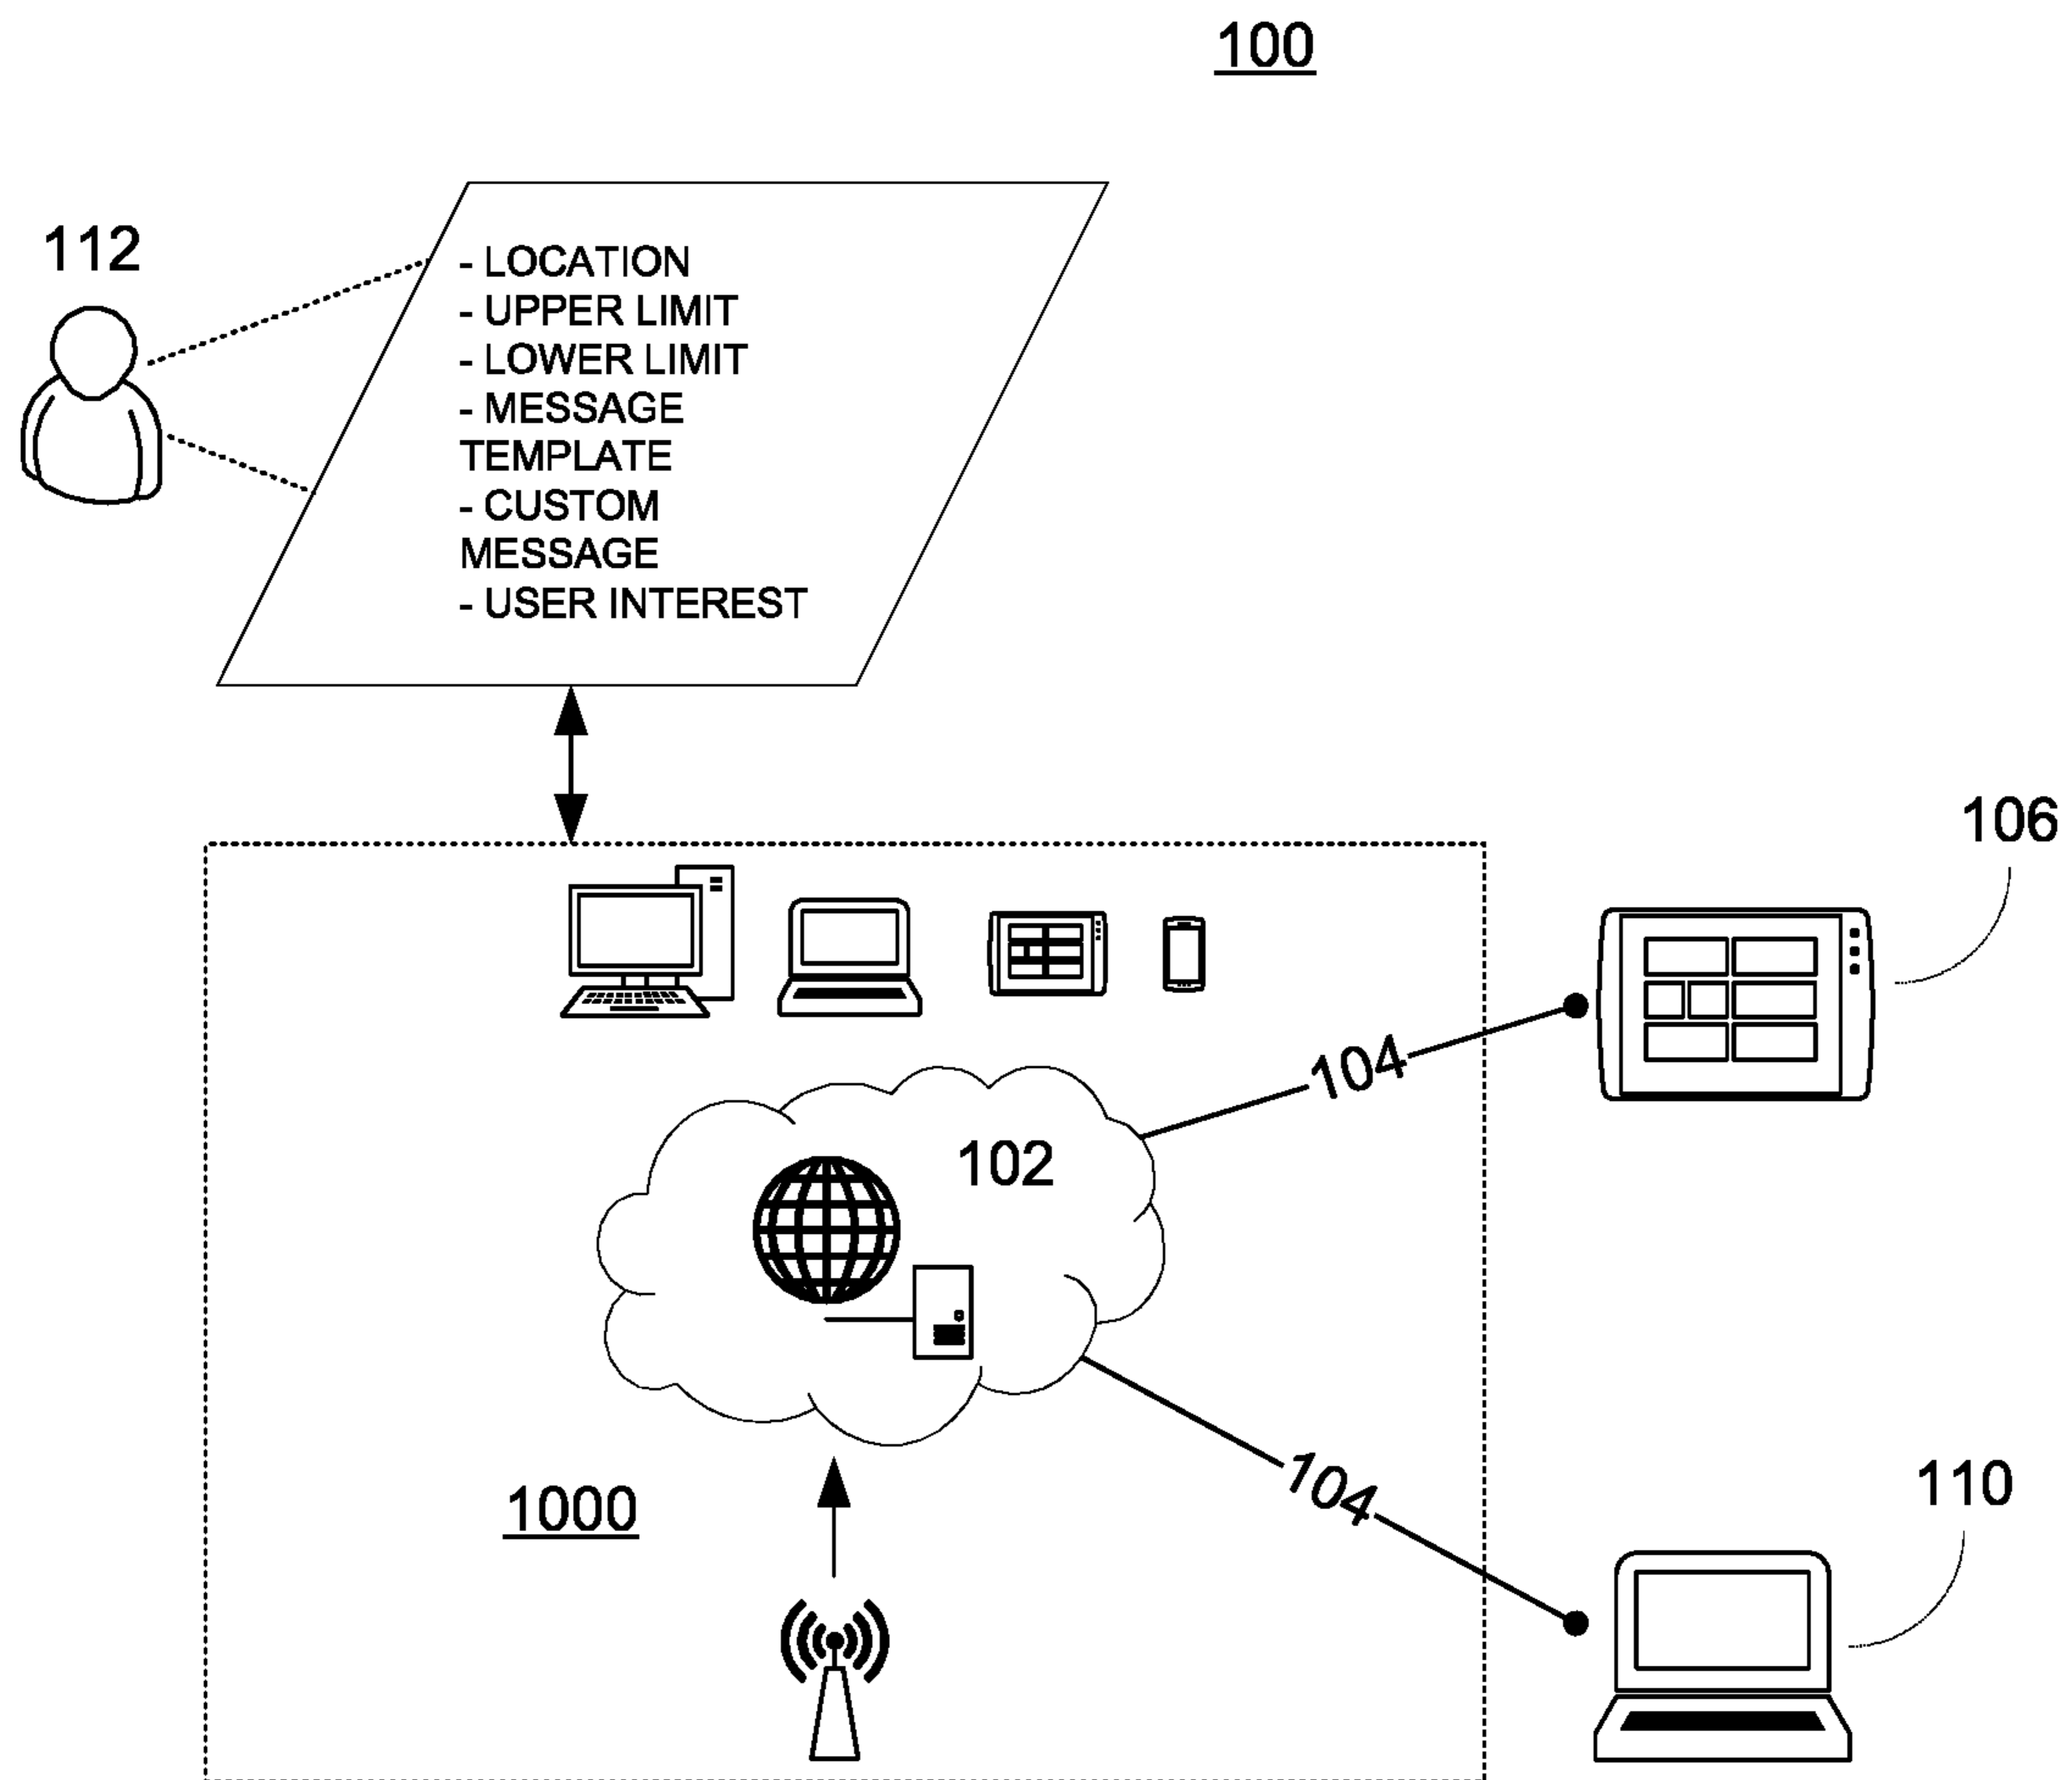 100
112
- LOCATION
- UPPER LIMIT
- LOWER LIMIT
- MESSAGE
TEMPLATE
- CUSTOM
MESSAGE
- USER INTEREST
106
104
102
104
110
1000